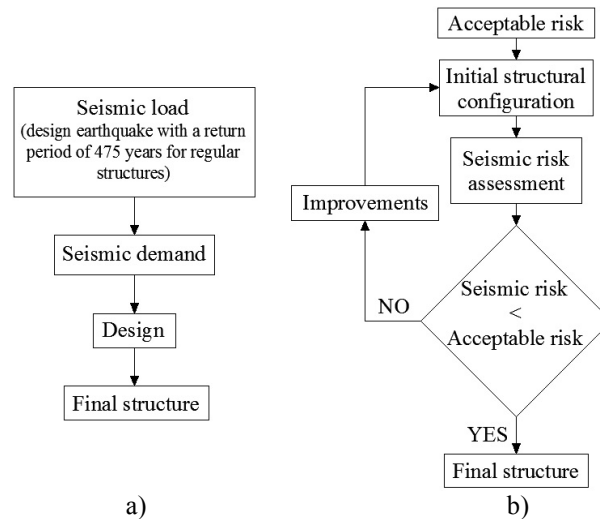 Seismic load
(design earthquake with a return
period of 475 years for regular
structures)
Seismic demand
Design
Final structure
a)
Acceptable risk
Initial structural
configuration
Seismic risk
assessment
Improvements
Seismic risk
<
Acceptable risk
NO
YES
Final structure
b)